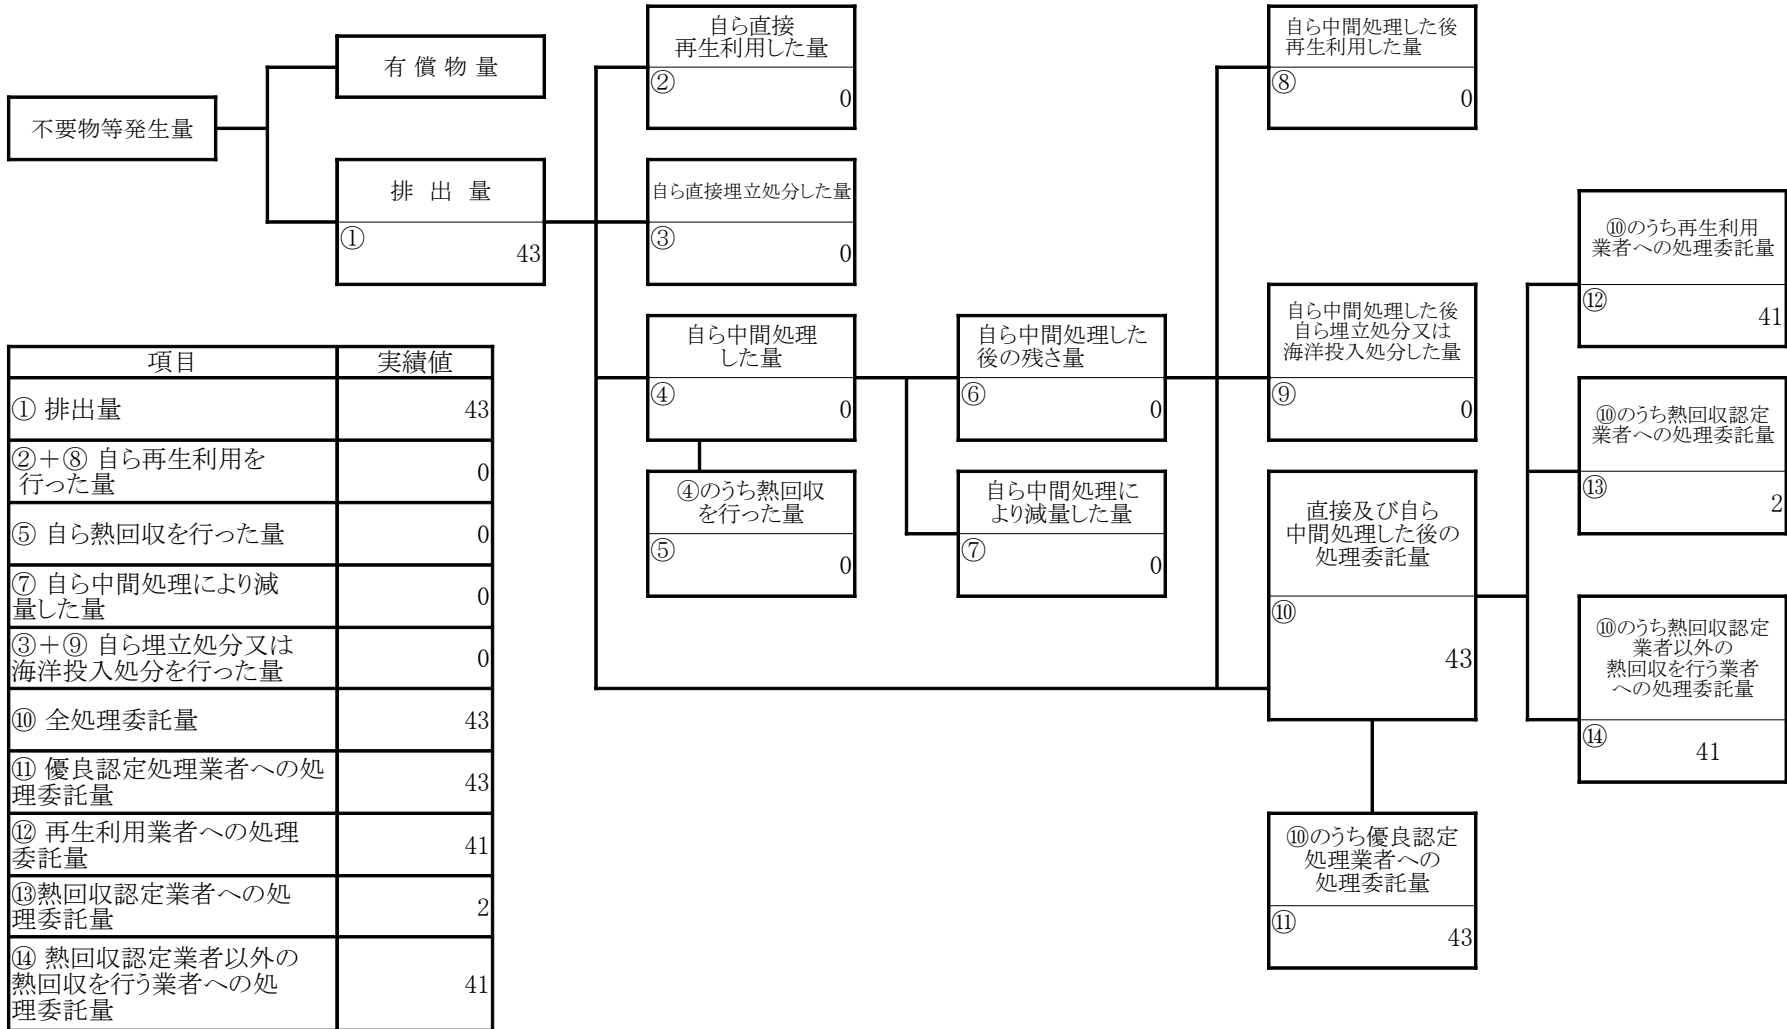 不要物等発生量
有 償 物 量
排 出 量
①
43
自ら直接
再生利用した量
②
0
自ら直接埋立処分した量
③
0
自ら中間処理
した量
④
0
④のうち熱回収
を行った量
⑤
0
自ら中間処理した
後の残さ量
⑥
0
自ら中間処理に
より減量した量
⑦
0
自ら中間処理した後
再生利用した量
⑧
0
自ら中間処理した後
自ら埋立処分又は
海洋投入処分した量
⑨
0
直接及び自ら
中間処理した後の
処理委託量
⑩
43
⑩のうち優良認定
処理業者への
処理委託量
⑪
43
⑩のうち再生利用
業者への処理委託量
⑫
41
⑩のうち熱回収認定
業者への処理委託量
⑬
2
⑩のうち熱回収認定
業者以外の
熱回収を行う業者
への処理委託量
⑭
41
項目 実績値
① 排出量 43
②+⑧ 自ら再生利用を
行った量 0
⑤ 自ら熱回収を行った量 0
⑦ 自ら中間処理により減
量した量 0
③+⑨ 自ら埋立処分又は
海洋投入処分を行った量 0
⑩ 全処理委託量 43
⑪ 優良認定処理業者への処
理委託量 43
⑫ 再生利用業者への処理
委託量 41
⑬熱回収認定業者への処
理委託量 2
⑭ 熱回収認定業者以外の
熱回収を行う業者への処
理委託量 41